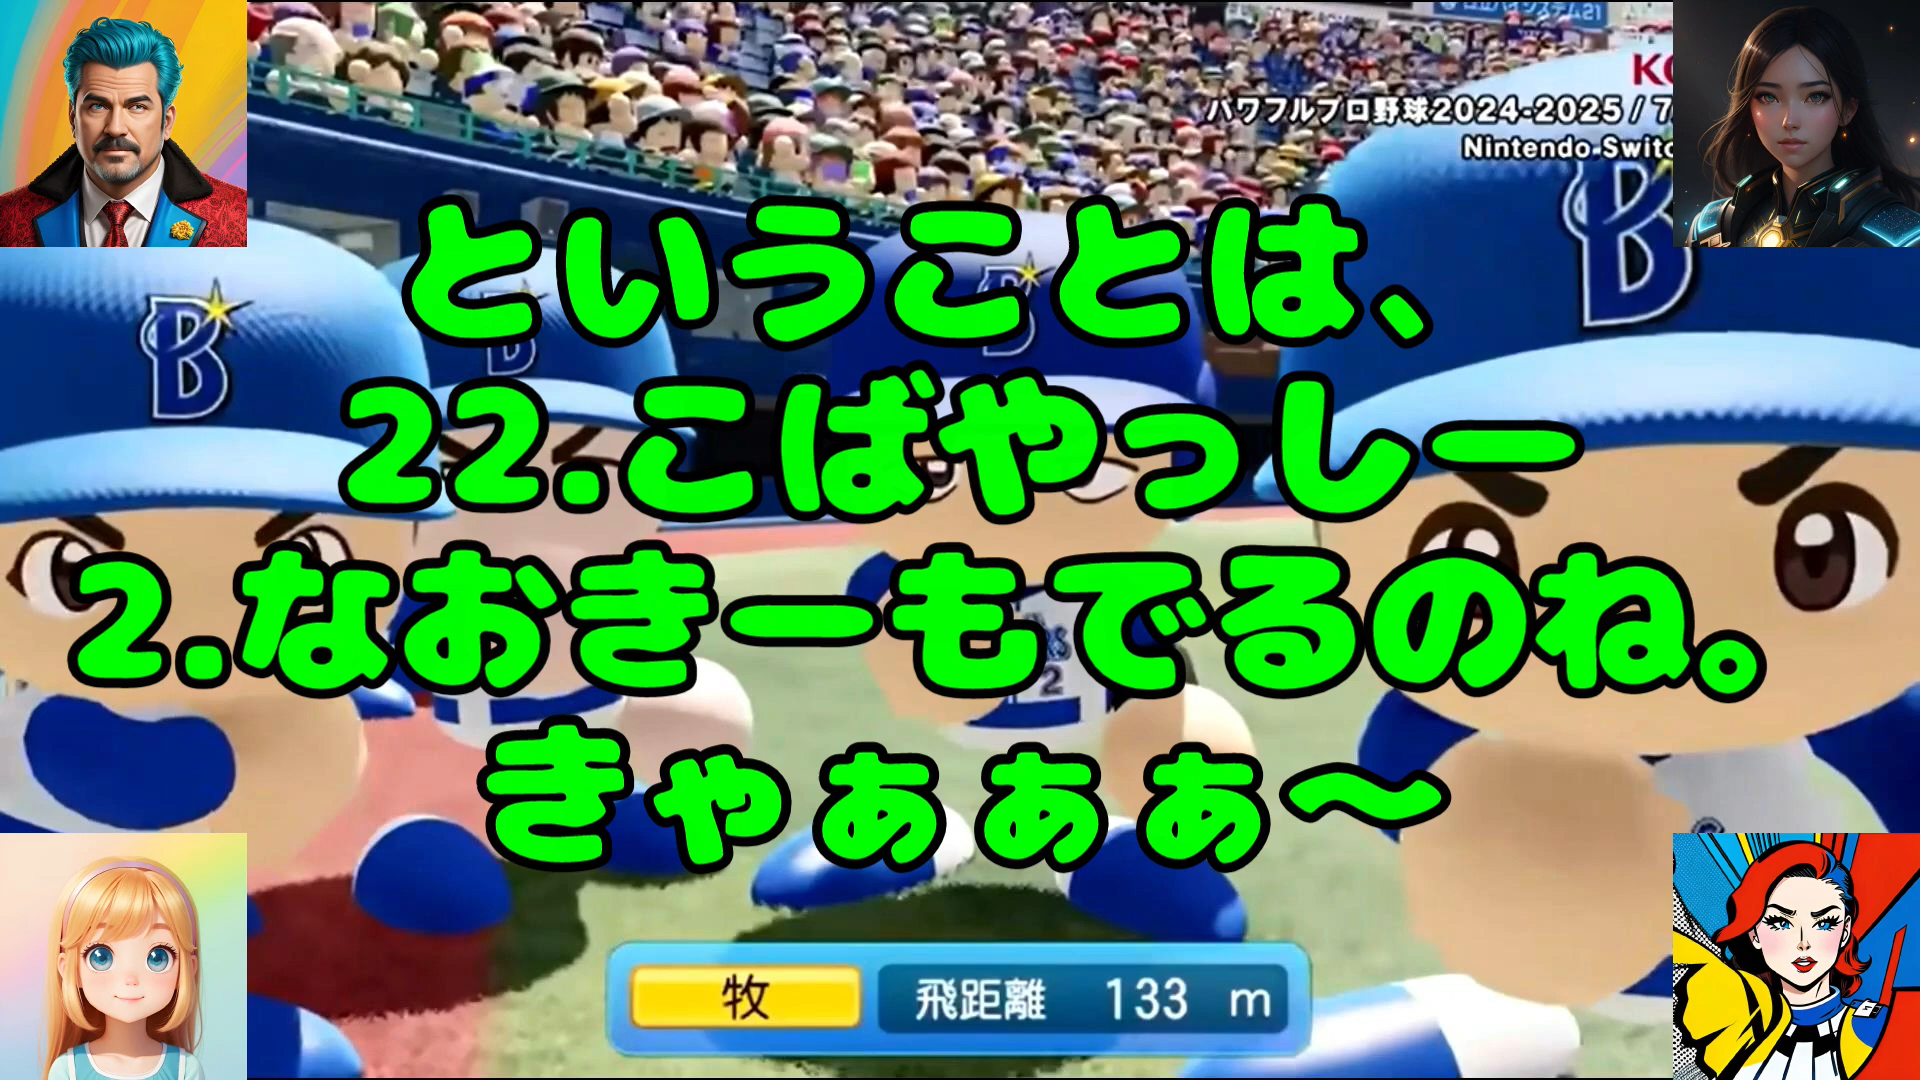 パワフルプロ野球2024-2025 / 7
Nintendo Switc
ということは、
22.こばやっしー
2.なおきーもでるのね。
きゃぁぁぁ～
牧 飛距離 133 m